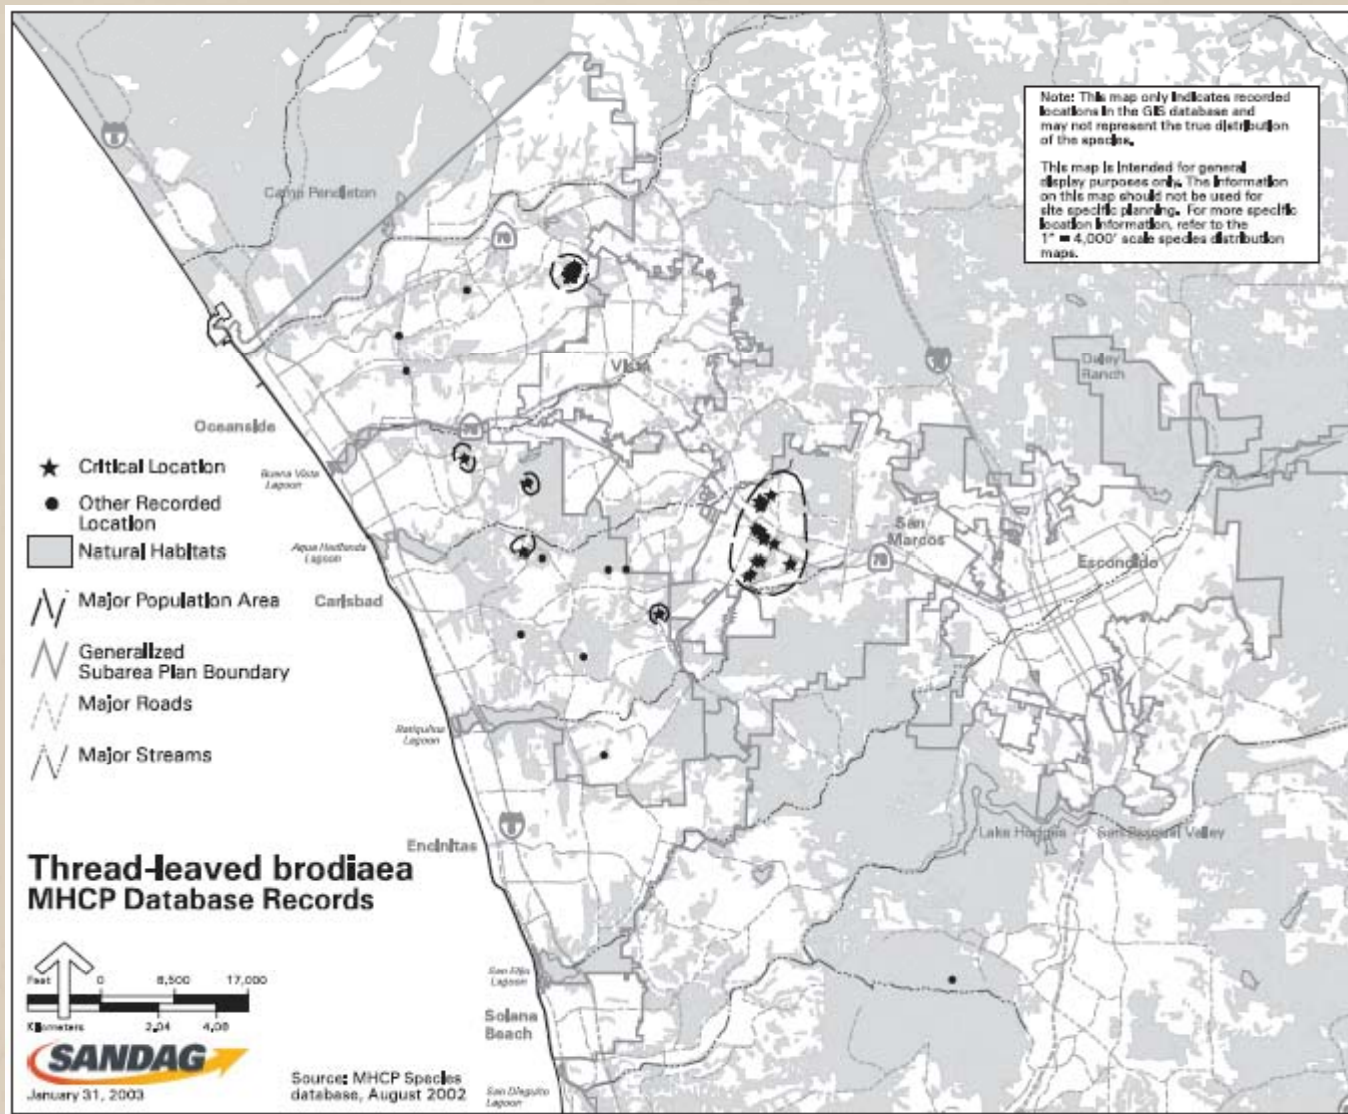 Note: This map only indicates recorded
locations in the GIS database and
may not represent the true distribution
of the species.
This map is intended for general
display purposes only. The information
on this map should not be used for
site specific planning. For more specific
location information, refer to the
1" = 4,000' scale species distribution
maps.
5
Camp Pendleton
76
15
Daley
Ranch
Vista
Oceanside
78
Critical Location
Buena Vista
Lagoon
Other Recorded
Location
Natural Habitats
Agua Hedionda
Lagoon
San
Marcos
78
Escondido
Major Population Area
Carlsbad
Generalized
Subarea Plan Boundary
Major Roads
Batiquitos
Lagoon
Major Streams
5
Encinitas
Lake Hodges
San Pasqual Valley
Thread-leaved brodiaea
MHCP Database Records
Feet 0 8,500 17,000
Kilometers 2.04 4.08
San Elijo
Lagoon
Solana
Beach
SANDAG
January 31, 2003
Source: MHCP Species
database, August 2002
San Dieguito
Lagoon